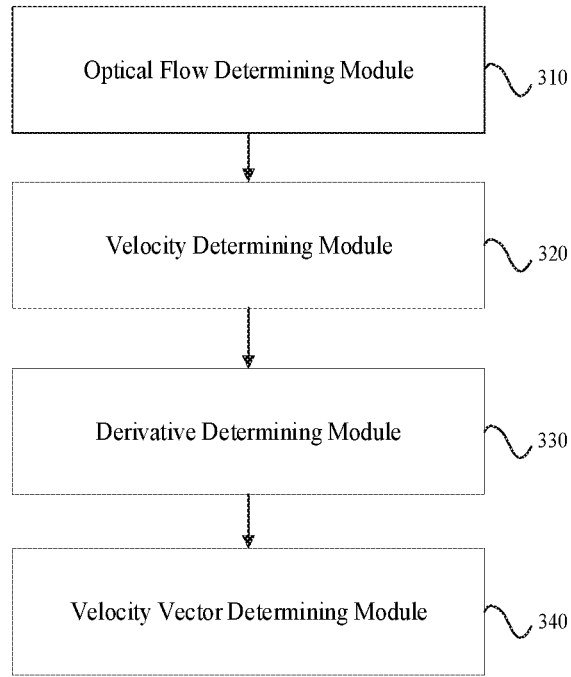 Optical Flow Determining Module
310
Velocity Determining Module
320
Derivative Determining Module
330
Velocity Vector Determining Module
340